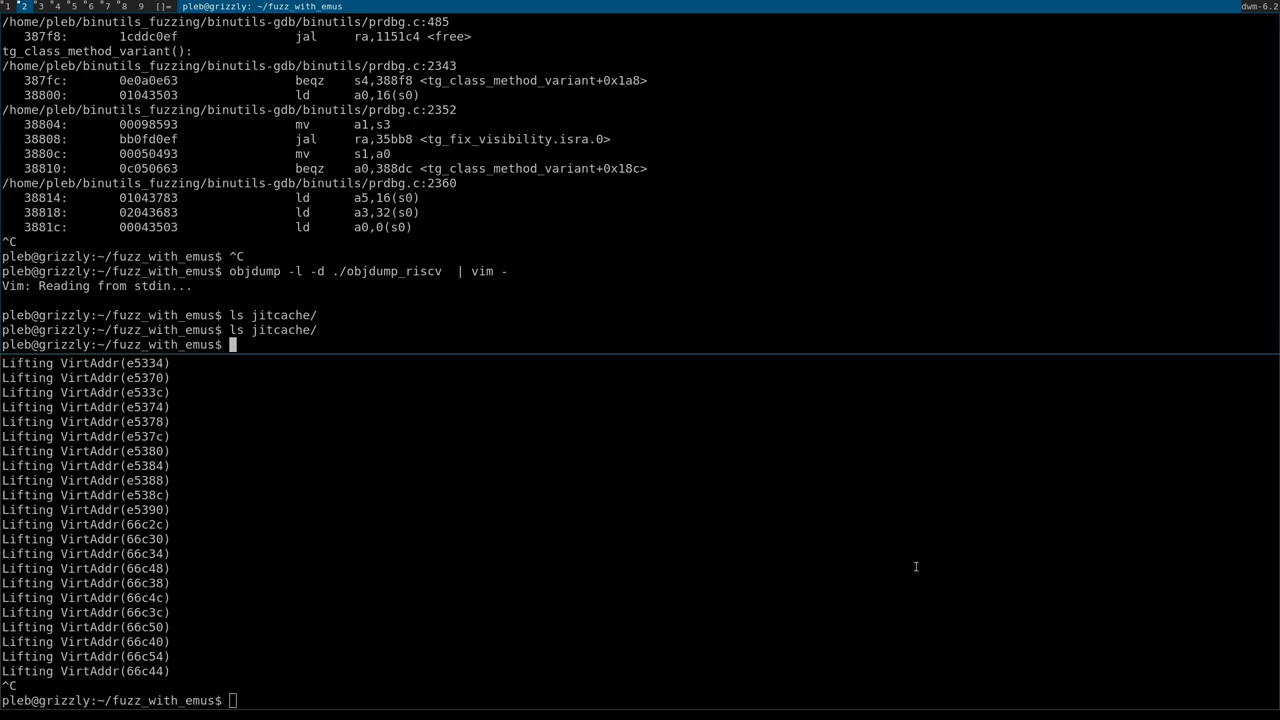 1 2 3 4 5 6 7 8 9 []= pleb@grizzly: ~/fuzz_with_emus dwm-6.2
/home/pleb/binutils_fuzzing/binutils-gdb/binutils/prdbg.c:485
387f8: 1cddc0ef jal ra,1151c4 <free>
tg_class_method_variant():
/home/pleb/binutils_fuzzing/binutils-gdb/binutils/prdbg.c:2343
387fc: 0e0a0e63 beqz s4,388f8 <tg_class_method_variant+0x1a8>
38800: 01043503 ld a0,16(s0)
/home/pleb/binutils_fuzzing/binutils-gdb/binutils/prdbg.c:2352
38804: 00098593 mv a1,s3
38808: bb0fd0ef jal ra,35bb8 <tg_fix_visibility.isra.0>
3880c: 00050493 mv s1,a0
38810: 0c050663 beqz a0,388dc <tg_class_method_variant+0x18c>
/home/pleb/binutils_fuzzing/binutils-gdb/binutils/prdbg.c:2360
38814: 01043783 ld a5,16(s0)
38818: 02043683 ld a3,32(s0)
3881c: 00043503 ld a0,0(s0)
^C
pleb@grizzly:~/fuzz_with_emus$ ^C
pleb@grizzly:~/fuzz_with_emus$ objdump -l -d ./objdump_riscv  | vim -
Vim: Reading from stdin...
pleb@grizzly:~/fuzz_with_emus$ ls jitcache/
pleb@grizzly:~/fuzz_with_emus$ ls jitcache/
pleb@grizzly:~/fuzz_with_emus$
Lifting VirtAddr(e5334)
Lifting VirtAddr(e5370)
Lifting VirtAddr(e533c)
Lifting VirtAddr(e5374)
Lifting VirtAddr(e5378)
Lifting VirtAddr(e537c)
Lifting VirtAddr(e5380)
Lifting VirtAddr(e5384)
Lifting VirtAddr(e5388)
Lifting VirtAddr(e538c)
Lifting VirtAddr(e5390)
Lifting VirtAddr(66c2c)
Lifting VirtAddr(66c30)
Lifting VirtAddr(66c34)
Lifting VirtAddr(66c48)
Lifting VirtAddr(66c38)
Lifting VirtAddr(66c4c)
Lifting VirtAddr(66c3c)
Lifting VirtAddr(66c50)
Lifting VirtAddr(66c40)
Lifting VirtAddr(66c54)
Lifting VirtAddr(66c44)
^C
pleb@grizzly:~/fuzz_with_emus$